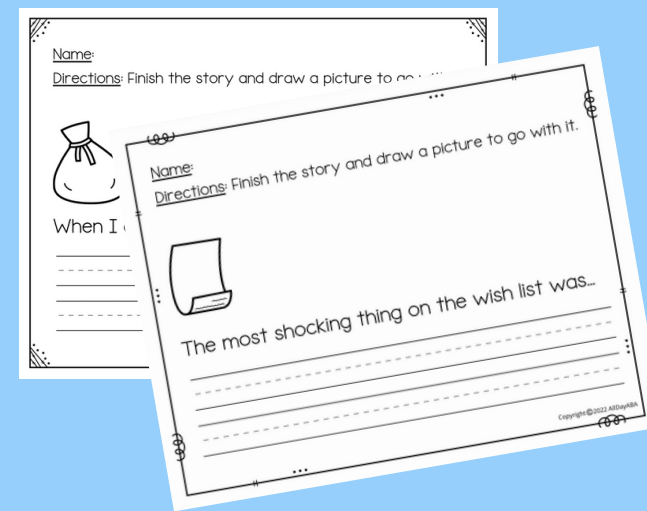 Name:
Directions: Finish the story and draw a picture to go
When I
Name:
Directions: Finish the story and draw a picture to go with it.
The most shocking thing on the wish list was...
Copyright©2022 AllDayABA